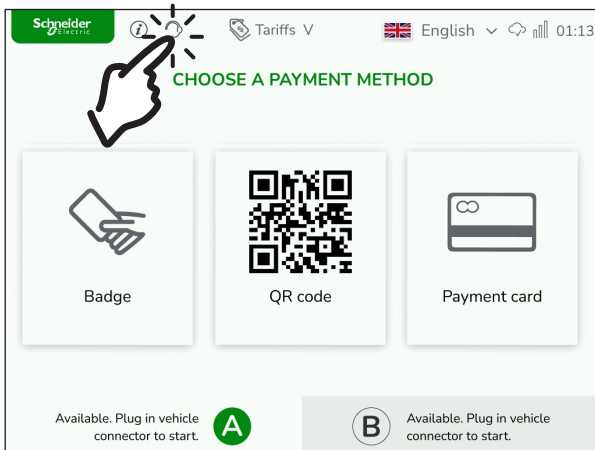 Schneider
Electric
i
Tariffs V
English
01:13
CHOOSE A PAYMENT METHOD
Badge
QR code
Payment card
Available. Plug in vehicle
connector to start.
A
B
Available. Plug in vehicle
connector to start.